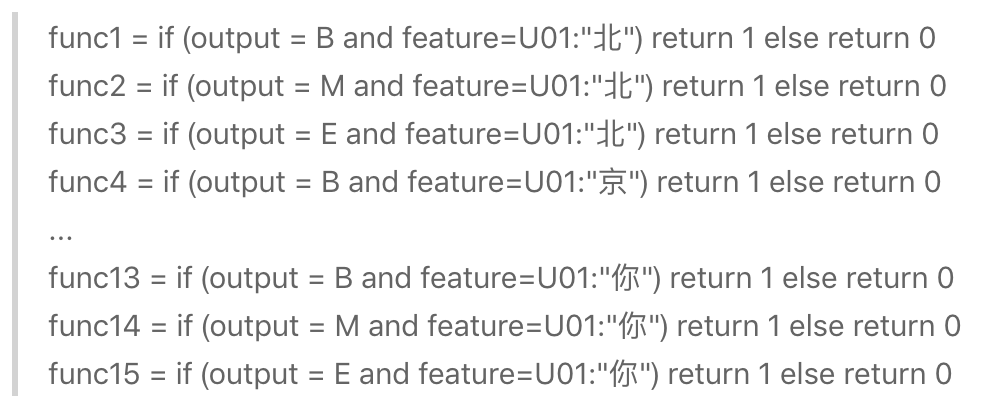 func1 = if (output = B and feature=U01:"北") return 1 else return 0
func2 = if (output = M and feature=U01:"北") return 1 else return 0
func3 = if (output = E and feature=U01:"北") return 1 else return 0
func4 = if (output = B and feature=U01:"京") return 1 else return 0
...
func13 = if (output = B and feature=U01:"你") return 1 else return 0
func14 = if (output = M and feature=U01:"你") return 1 else return 0
func15 = if (output = E and feature=U01:"你") return 1 else return 0